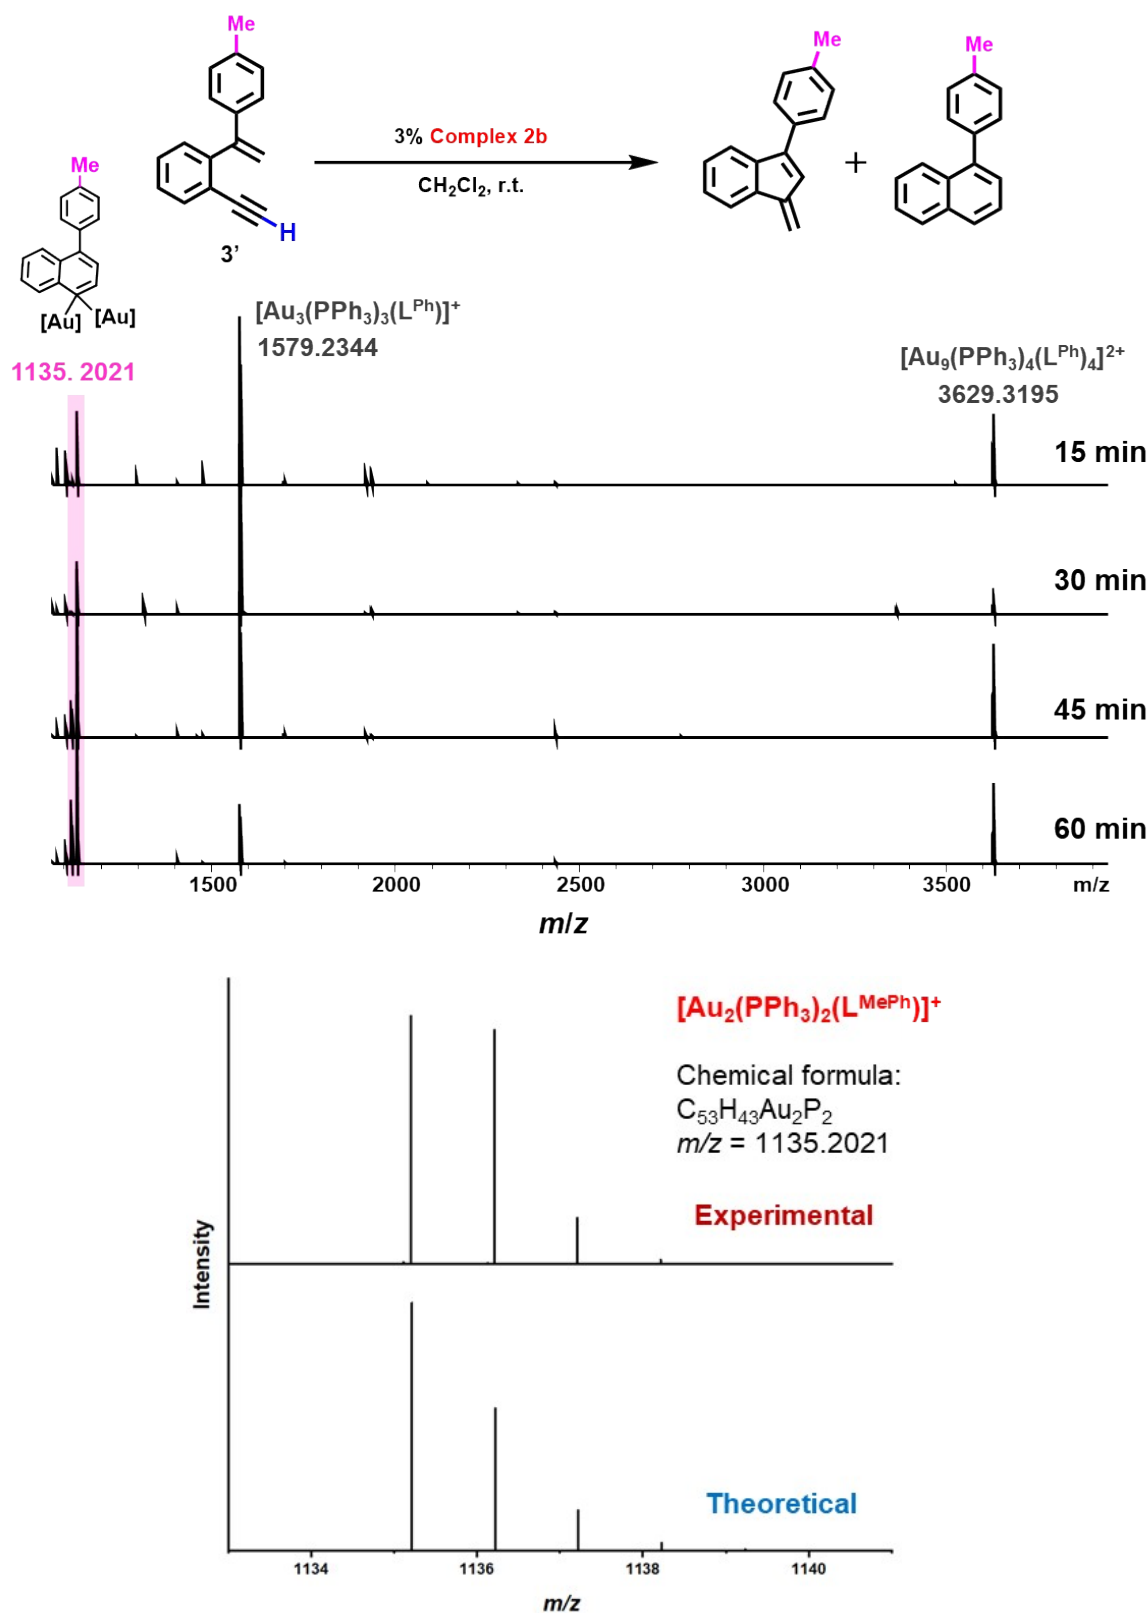 Me
Me
Me
3% Complex 2b
CH₂Cl₂, r.t.
+
H
3’
Me
[Au] [Au]
1135. 2021
[Au₃(PPh₃)₃(Lᴾʰ)]⁺
1579.2344
[Au₉(PPh₃)₄(Lᴾʰ)₄]²⁺
3629.3195
15 min
30 min
45 min
60 min
1500 2000 2500 3000 3500 m/z
m/z
[Au₂(PPh₃)₂(Lᴹᵉᴾʰ)]⁺
Chemical formula:
C₅₃H₄₃Au₂P₂
m/z = 1135.2021
Experimental
Intensity
Theoretical
1134 1136 1138 1140
m/z